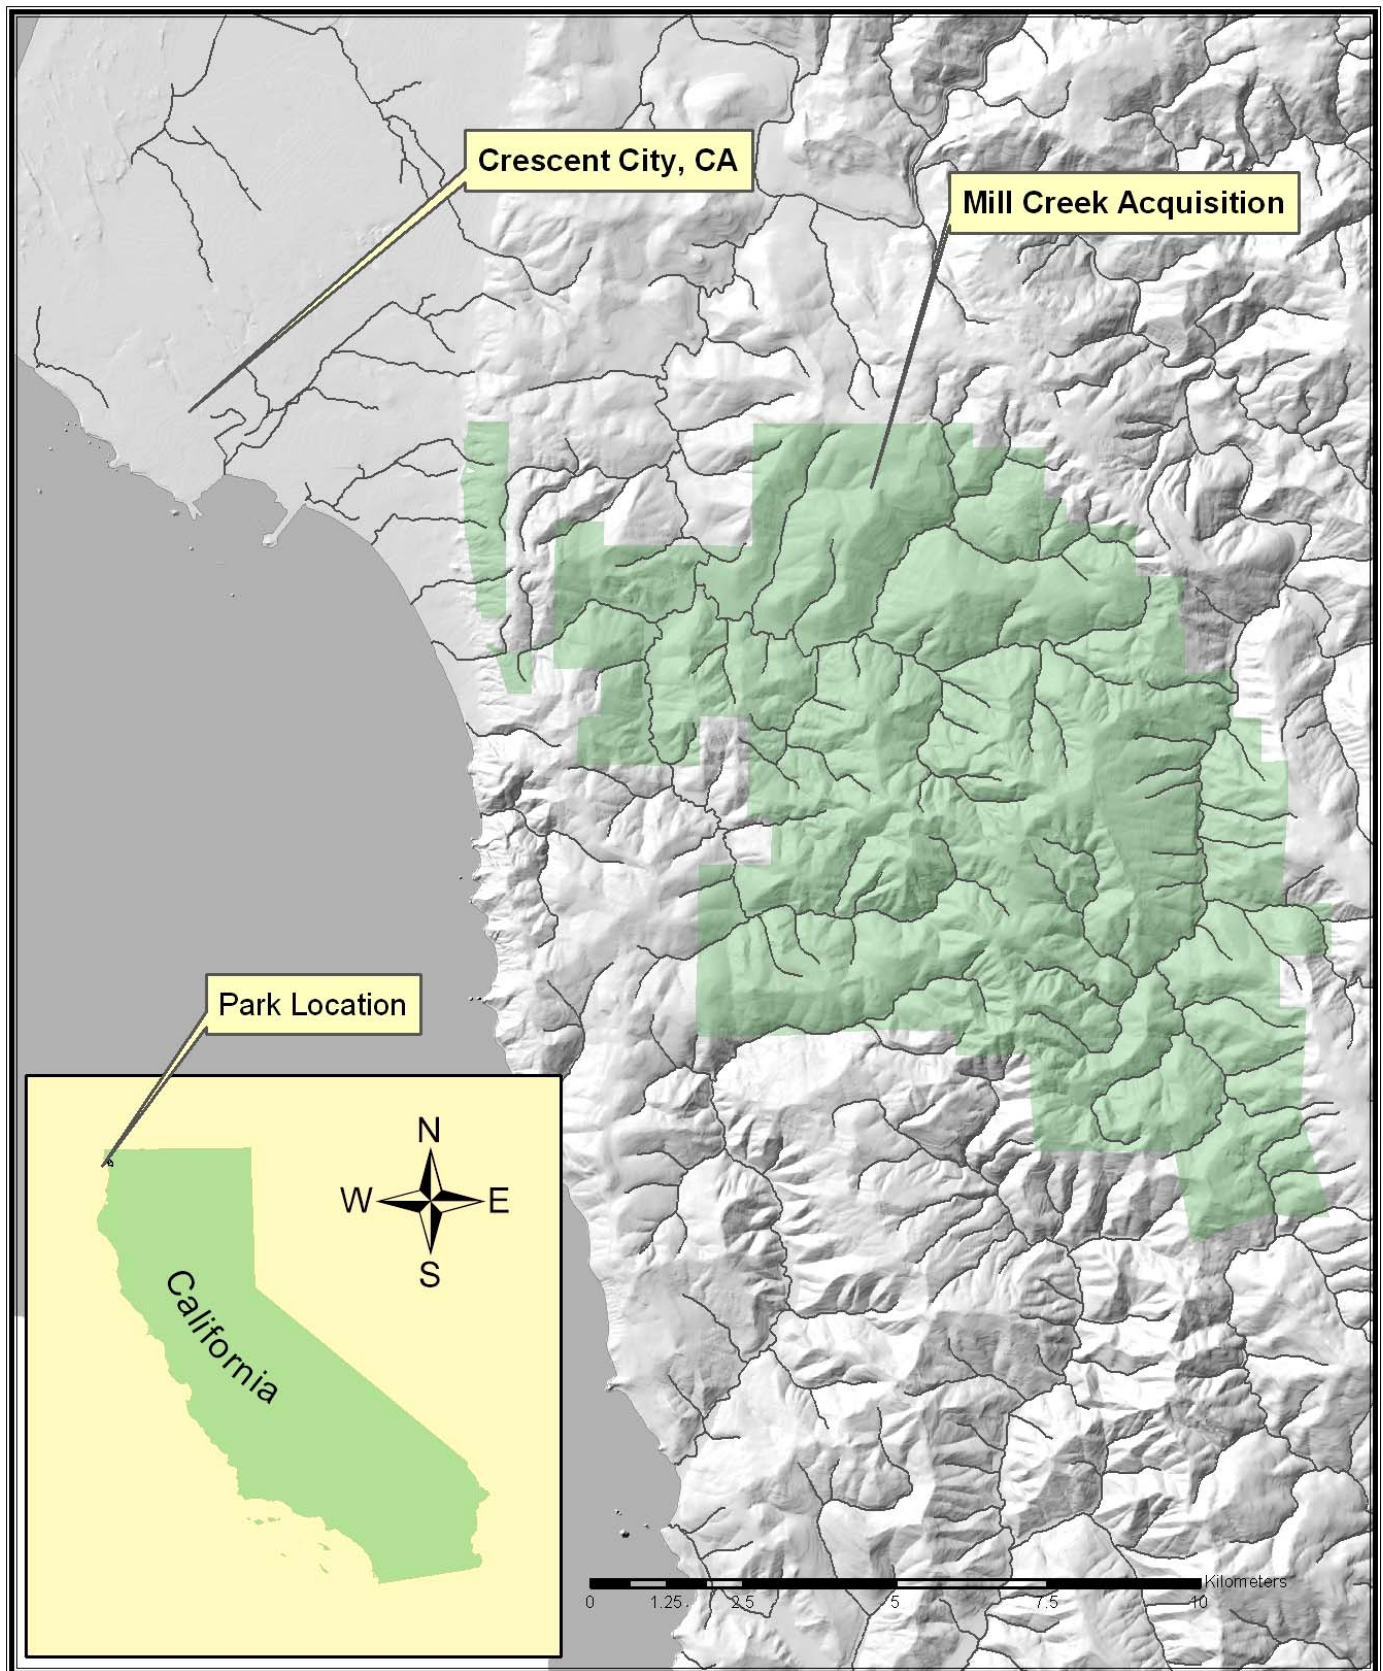 Crescent City, CA
Mill Creek Acquisition
Park Location
N
W E
S
California
Kilometers
0 1.25 2.5 5 7.5 10